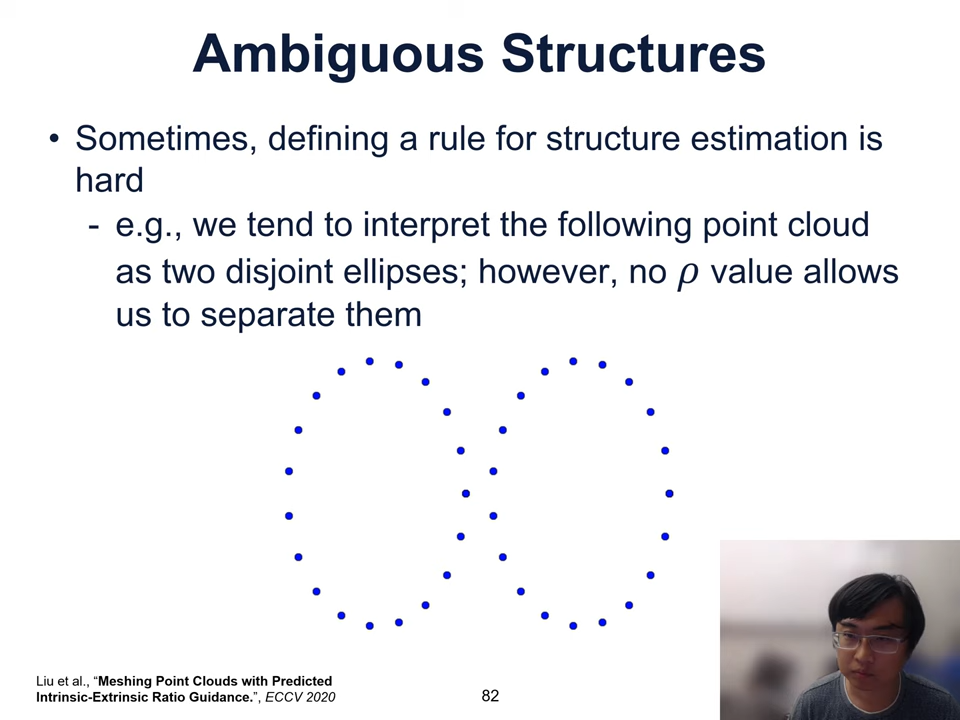 Ambiguous Structures
• Sometimes, defining a rule for structure estimation is
hard
- e.g., we tend to interpret the following point cloud
as two disjoint ellipses; however, no ρ value allows
us to separate them
Liu et al., “Meshing Point Clouds with Predicted
Intrinsic-Extrinsic Ratio Guidance.”, ECCV 2020
82